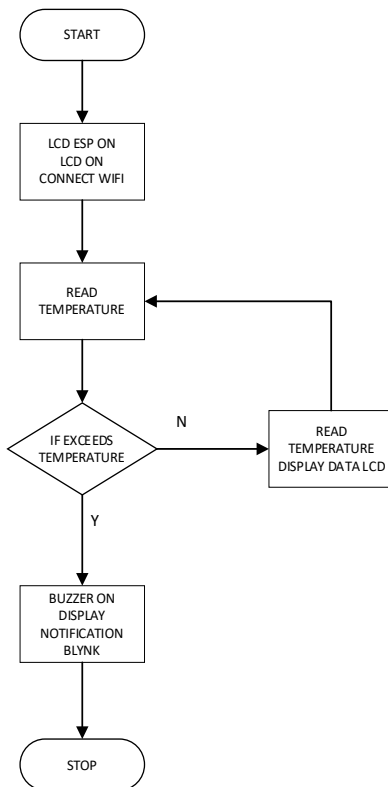 START
LCD ESP ON
LCD ON
CONNECT WIFI
READ
TEMPERATURE
IF EXCEEDS
TEMPERATURE
N
READ
TEMPERATURE
DISPLAY DATA LCD
Y
BUZZER ON
DISPLAY
NOTIFICATION
BLYNK
STOP